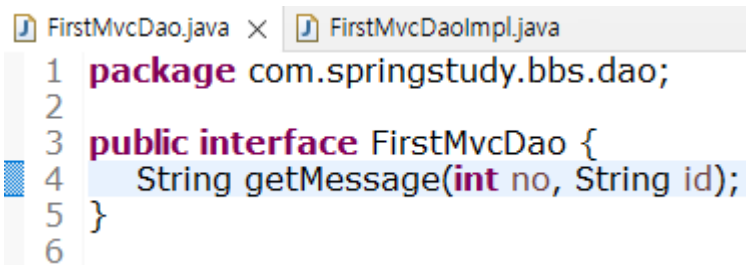 FirstMvcDao.java FirstMvcDaoImpl.java
1 package com.springstudy.bbs.dao;
2
3 public interface FirstMvcDao {
4 String getMessage(int no, String id);
5 }
6